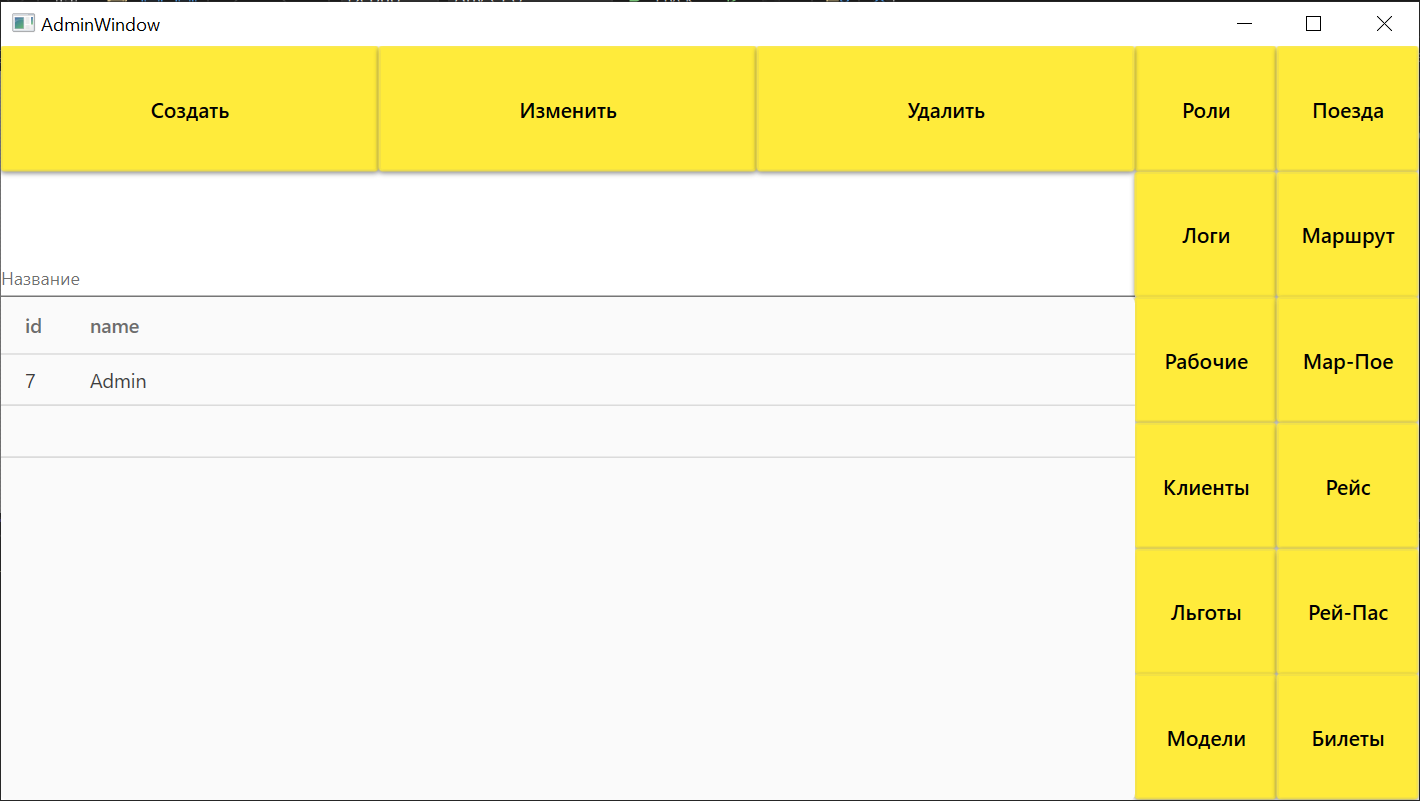 AdminWindow
Создать Изменить Удалить Роли Поезда
Логи Маршрут
Название
id name
7 Admin
Рабочие Мар-Пое
Клиенты Рейс
Льготы Рей-Пас
Модели Билеты